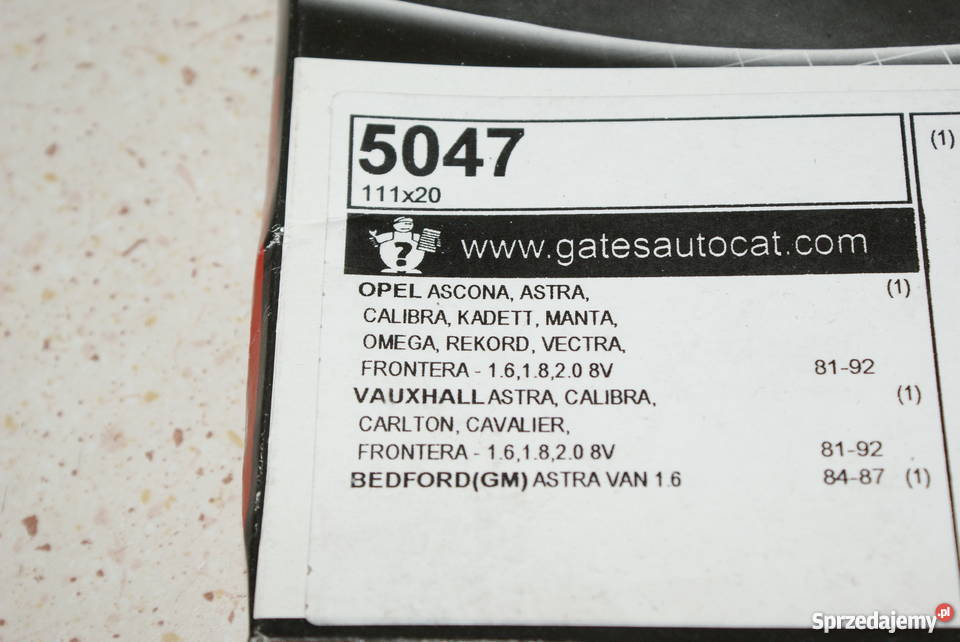 5047
(1)
111x20
?
www.gatesautocat.com
OPEL ASCONA, ASTRA, (1)
CALIBRA, KADETT, MANTA,
OMEGA, REKORD, VECTRA,
FRONTERA - 1.6,1.8,2.0 8V 81-92
VAUXHALL ASTRA, CALIBRA, (1)
CARLTON, CAVALIER,
FRONTERA - 1.6,1.8,2.0 8V 81-92
BEDFORD(GM) ASTRA VAN 1.6 84-87 (1)
Sprzedajemy.pl